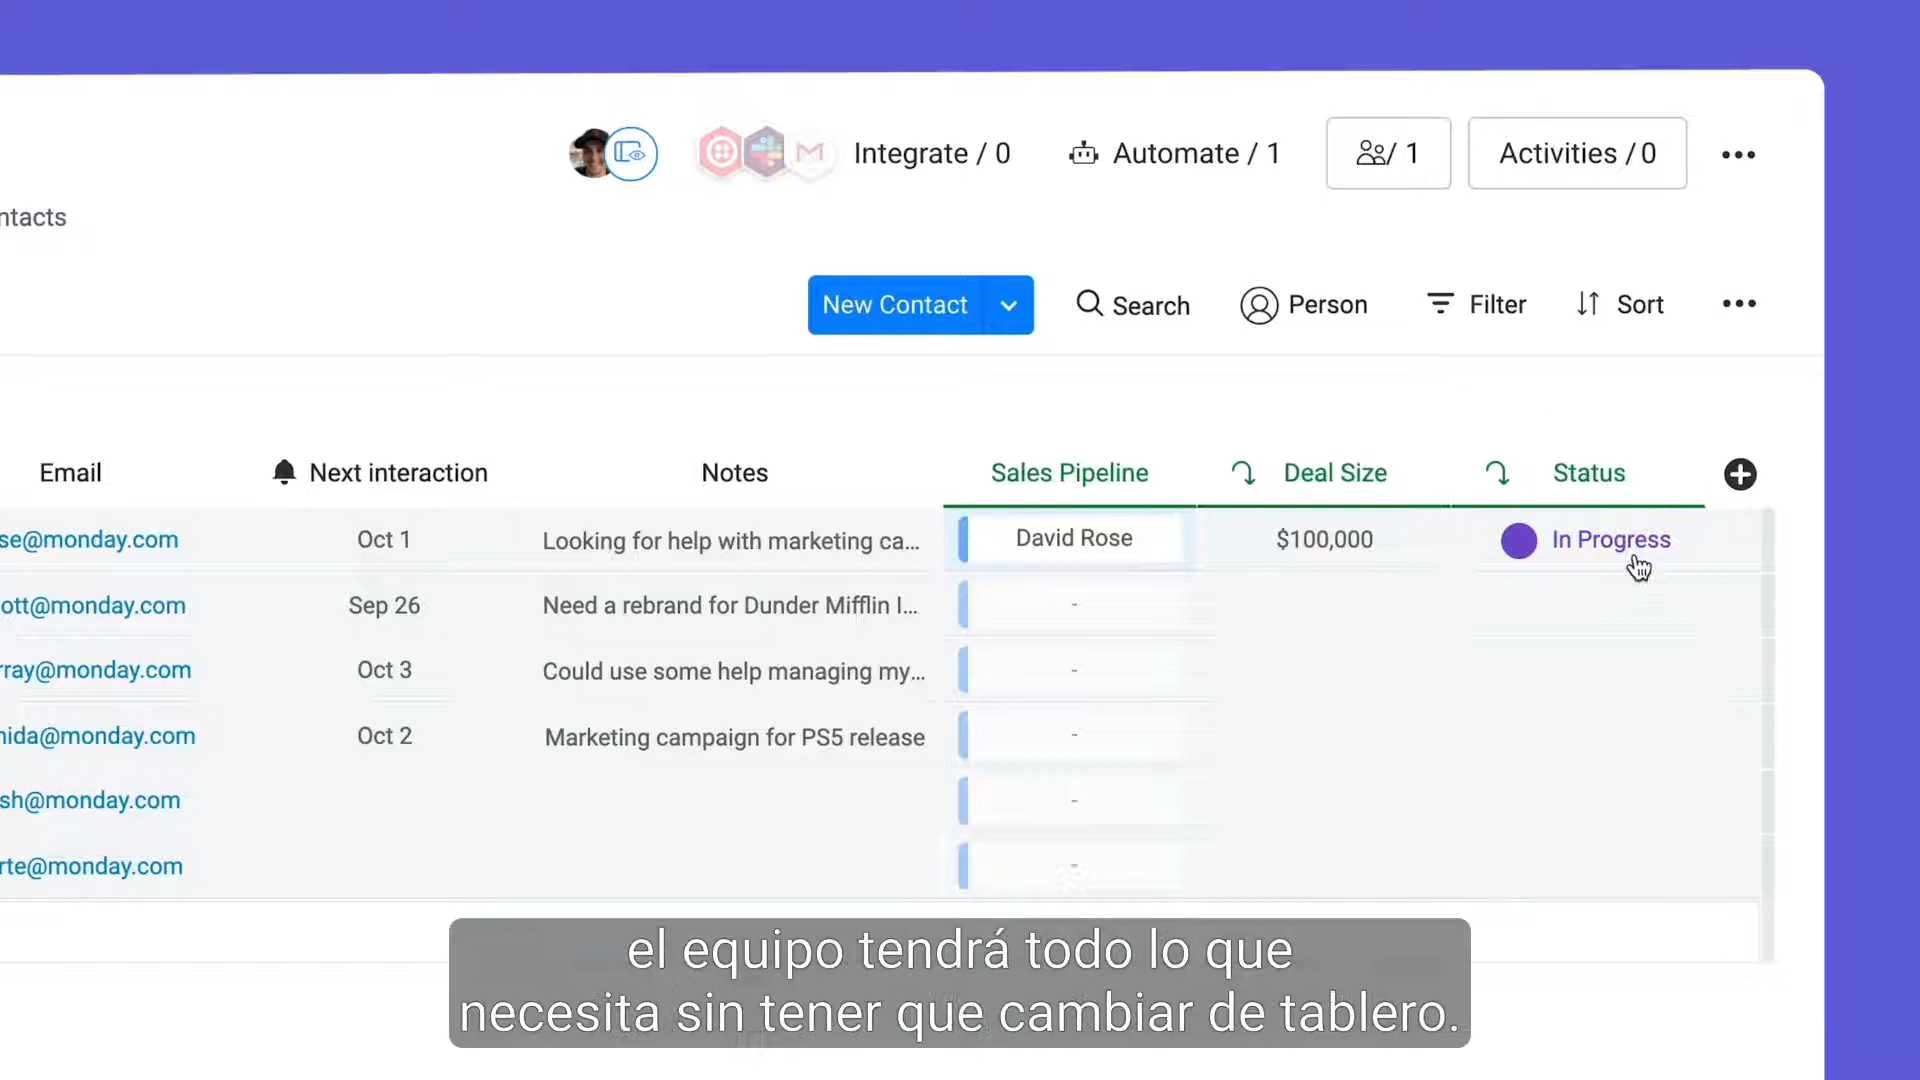 Integrate / 0
Automate / 1
/ 1
Activities / 0
ntacts
New Contact
Search
Person
Filter
Sort
Email
Next interaction
Notes
Sales Pipeline
Deal Size
Status
se@monday.com
Oct 1
Looking for help with marketing ca...
David Rose
$100,000
In Progress
ott@monday.com
Sep 26
Need a rebrand for Dunder Mifflin I...
-
rray@monday.com
Oct 3
Could use some help managing my...
-
nida@monday.com
Oct 2
Marketing campaign for PS5 release
-
sh@monday.com
-
rte@monday.com
-
el equipo tendrá todo lo que
necesita sin tener que cambiar de tablero.